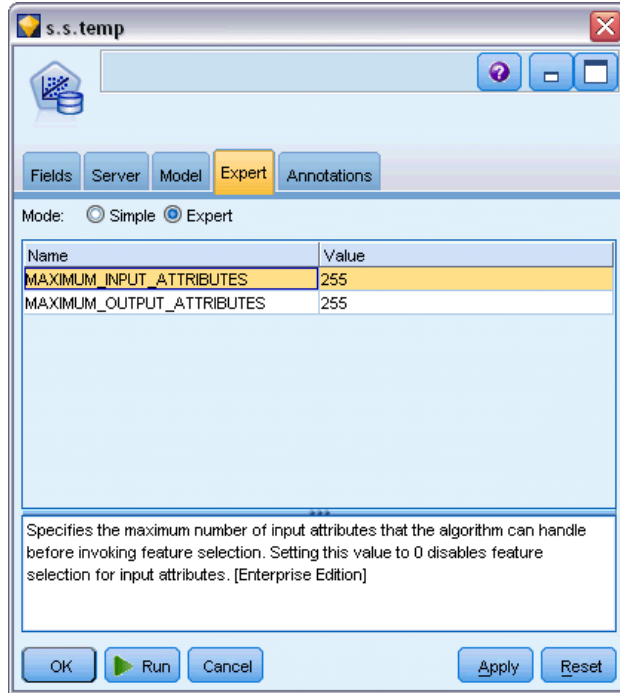 s.s.temp
?
Fields Server Model Expert Annotations
Mode: Simple Expert
Name Value
MAXIMUM_INPUT_ATTRIBUTES 255
MAXIMUM_OUTPUT_ATTRIBUTES 255
Specifies the maximum number of input attributes that the algorithm can handle
before invoking feature selection. Setting this value to 0 disables feature
selection for input attributes. [Enterprise Edition]
OK Run Cancel Apply Reset